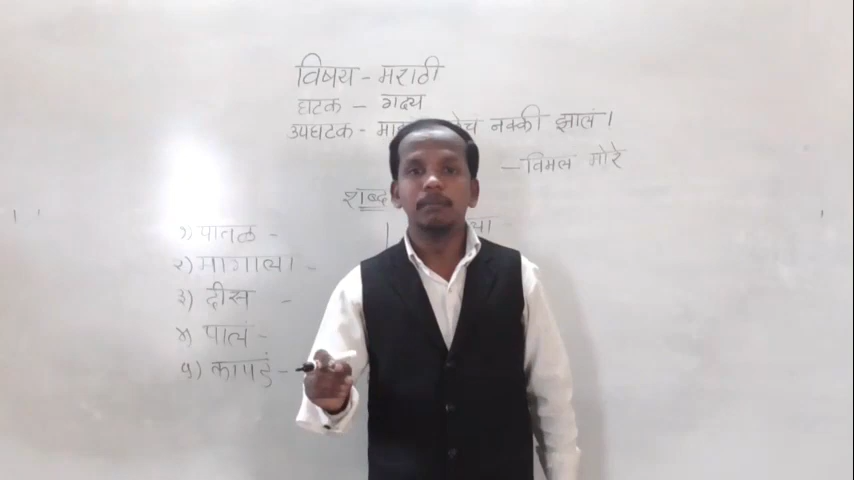 विषय - मराठी
घटक - गद्य
उपघटक - नक्की झालं।
- विमल मोरे
शब्द
१) पातळ -
२) मागाला -
३) दीस -
४) पालं -
५) कापडं -